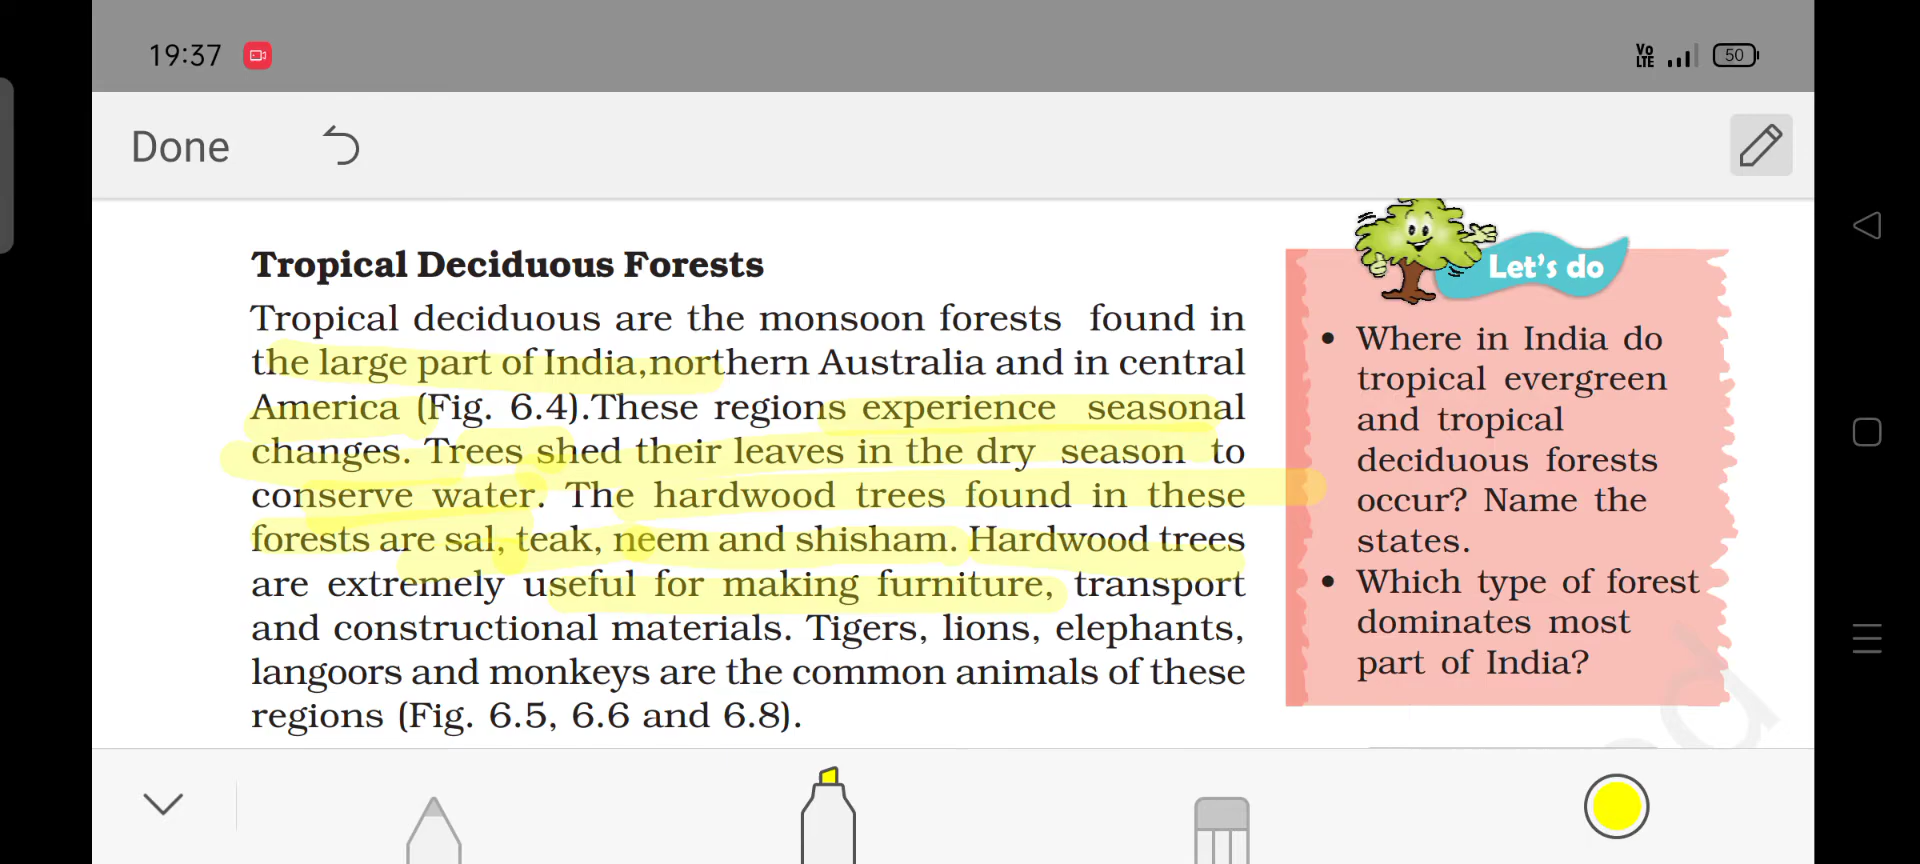 19:37
Vo
LTE
50
Done
Tropical Deciduous Forests
Tropical deciduous are the monsoon forests found in
the large part of India,northern Australia and in central
America (Fig. 6.4).These regions experience seasonal
changes. Trees shed their leaves in the dry season to
conserve water. The hardwood trees found in these
forests are sal, teak, neem and shisham. Hardwood trees
are extremely useful for making furniture, transport
and constructional materials. Tigers, lions, elephants,
langoors and monkeys are the common animals of these
regions (Fig. 6.5, 6.6 and 6.8).
Let's do
• Where in India do
tropical evergreen
and tropical
deciduous forests
occur? Name the
states.
• Which type of forest
dominates most
part of India?